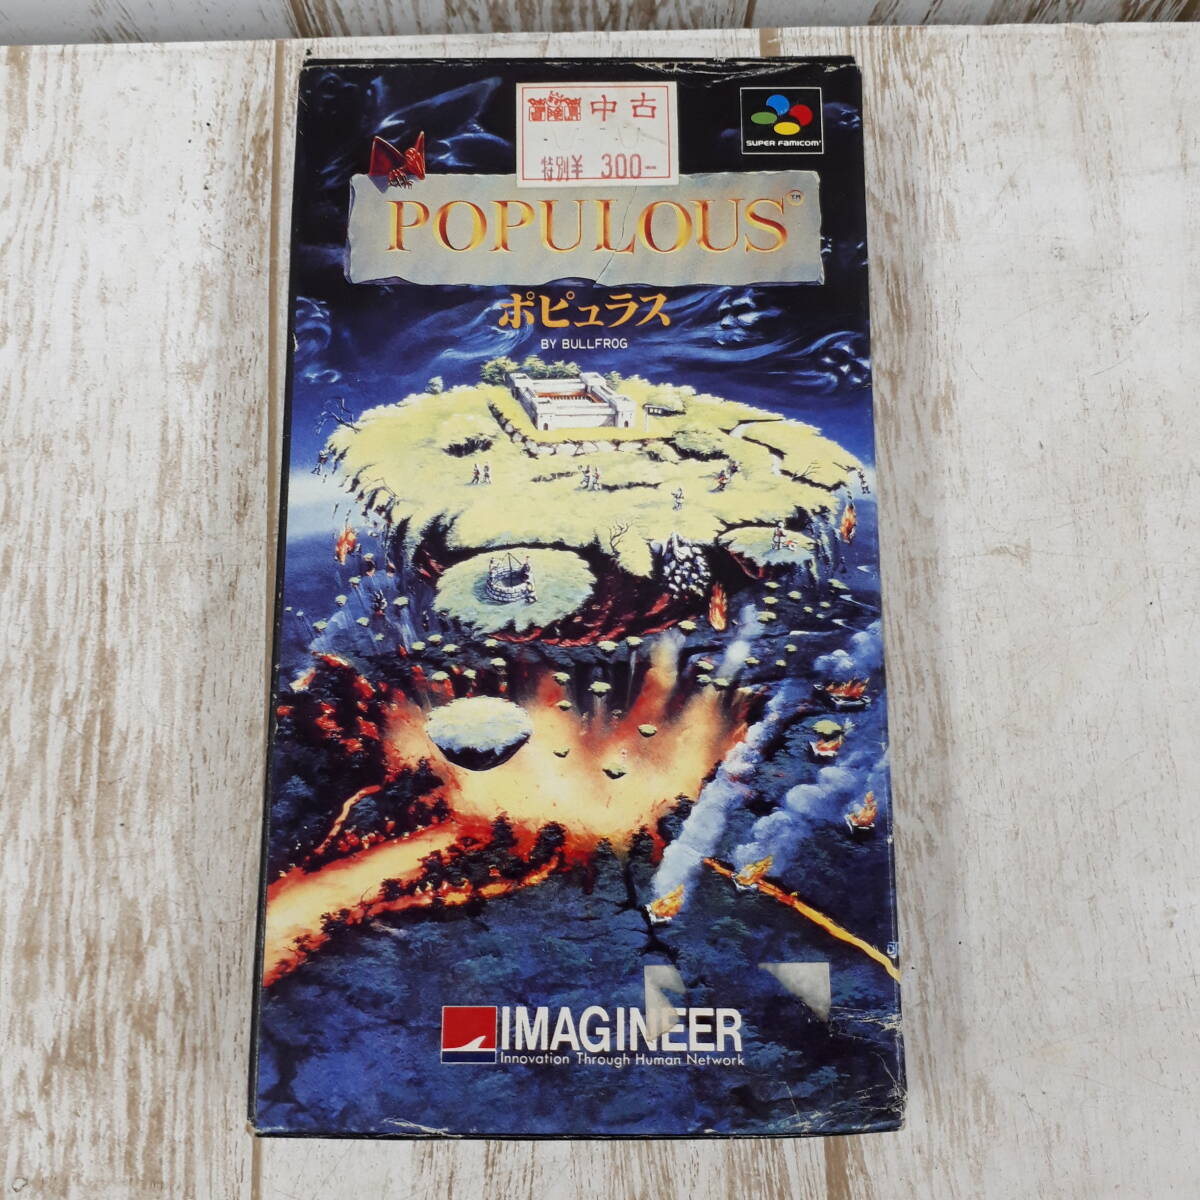 中古
特別¥ 300-
SUPER FAMICOM
POPULOUS™
ポピュラス
BY BULLFROG
IMAGINEER
Innovation Through Human Network